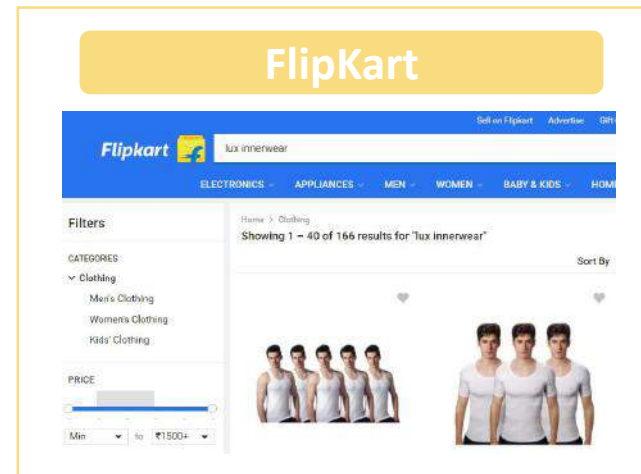 FlipKart
Sell on Flipkart Advertise Gift
Flipkart lux innerwear
ELECTRONICS APPLIANCES MEN WOMEN BABY & KIDS HOME
Filters
Home > Clothing
Showing 1 – 40 of 166 results for "lux innerwear"
CATEGORIES
Sort By
Clothing
Men's Clothing
Women's Clothing
Kids' Clothing
PRICE
Min to ₹1500+